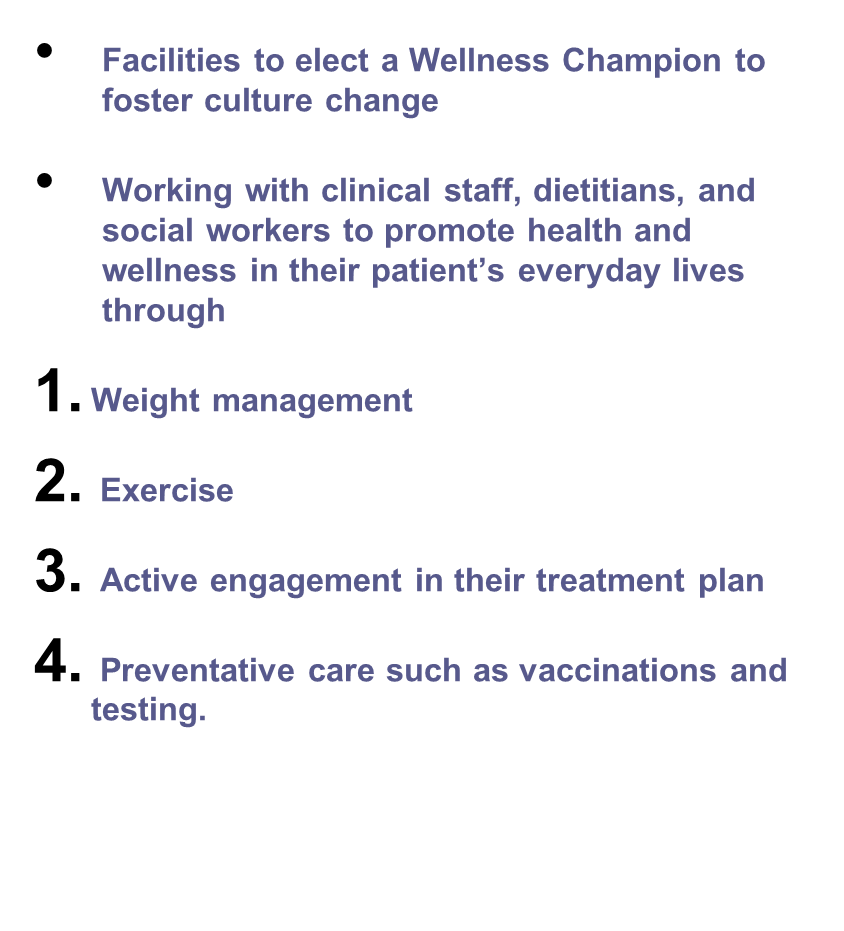 • Facilities to elect a Wellness Champion to
foster culture change
• Working with clinical staff, dietitians, and
social workers to promote health and
wellness in their patient’s everyday lives
through
1. Weight management
2. Exercise
3. Active engagement in their treatment plan
4. Preventative care such as vaccinations and
testing.